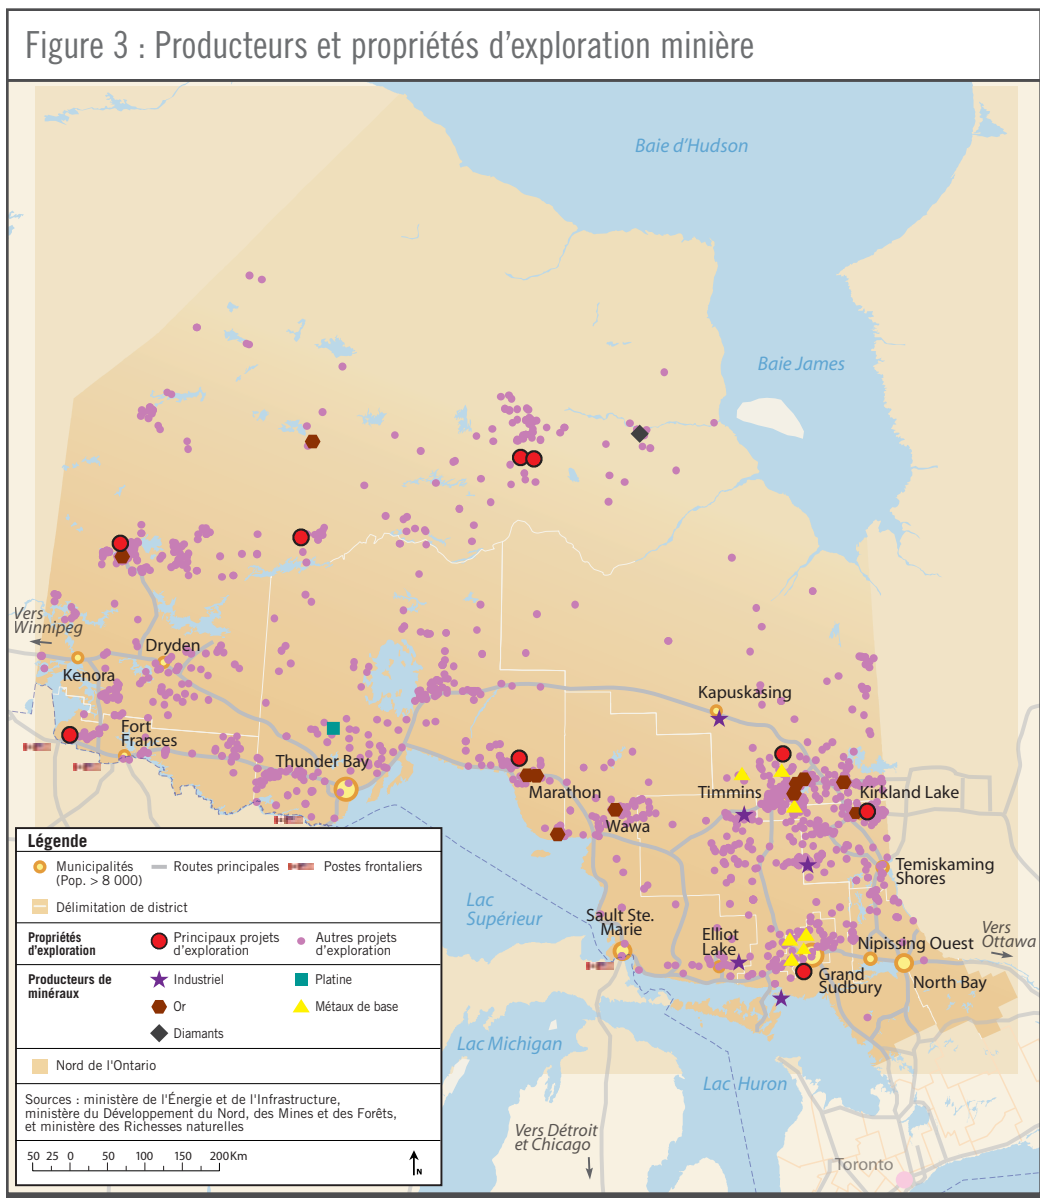 Figure 3 : Producteurs et propriétés d'exploration minière
Baie d'Hudson
Baie James
Vers
Winnipeg
Dryden
Kenora
Kapuskasing
Fort
Frances
Thunder Bay
Marathon
Timmins
Kirkland Lake
Wawa
Temiskaming
Shores
Lac
Supérieur
Sault Ste.
Marie
Elliot
Lake
Nipissing Ouest
Vers
Ottawa
Grand
Sudbury
North Bay
Lac Michigan
Lac Huron
Vers Détroit
et Chicago
Toronto
Légende
Municipalités
(Pop. > 8 000)
Routes principales
Postes frontaliers
Délimitation de district
Propriétés
d'exploration
Principaux projets
d'exploration
Autres projets
d'exploration
Producteurs de
minéraux
Industriel
Platine
Or
Métaux de base
Diamants
Nord de l'Ontario
Sources : ministère de l'Énergie et de l'Infrastructure,
ministère du Développement du Nord, des Mines et des Forêts,
et ministère des Richesses naturelles
50 25 0 50 100 150 200 Km
N